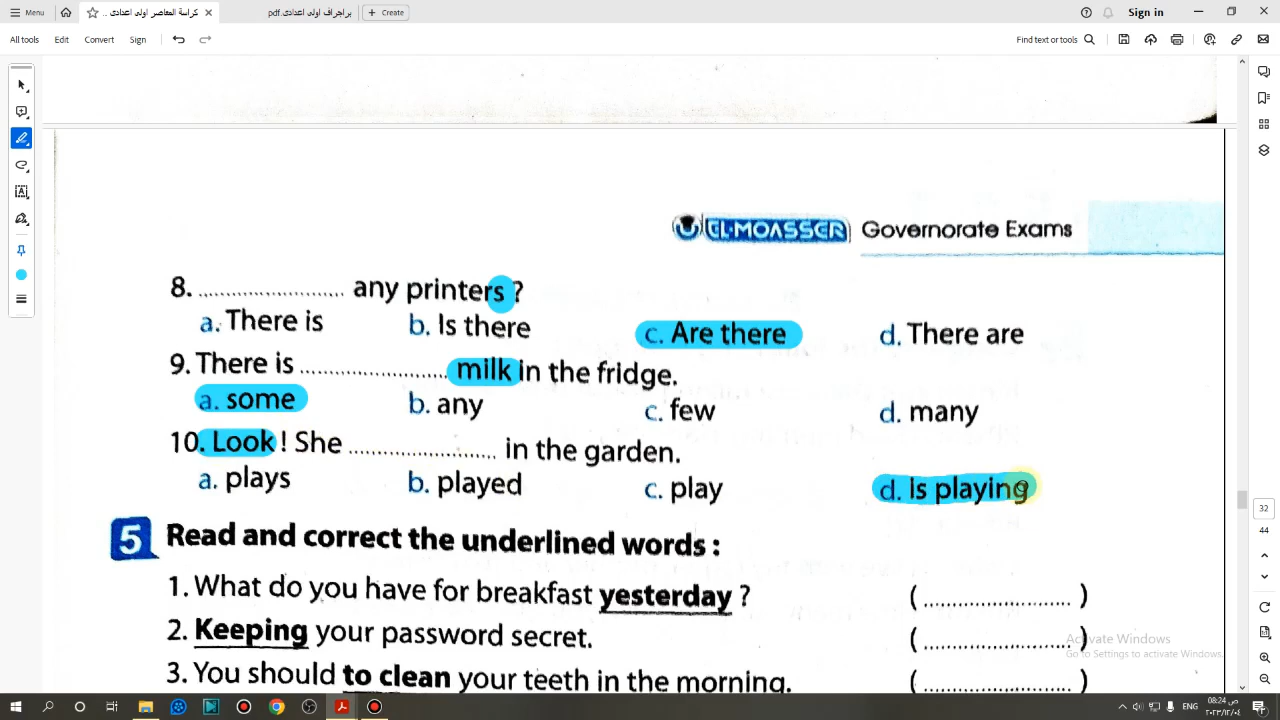 Menu
كراسة المعاصر اولى اعدادى ..
براجراف اولى اعدادى.pdf
+ Create
Sign in
All tools Edit Convert Sign
Find text or tools
EL-MOASSER Governorate Exams
8. ........................ any printers ?
a. There is b. Is there c. Are there d. There are
9. There is ........................ milk in the fridge.
a. some b. any c. few d. many
10. Look ! She ........................ in the garden.
a. plays b. played c. play d. is playing
5 Read and correct the underlined words :
1. What do you have for breakfast yesterday ? (........................)
2. Keeping your password secret. (........................)
3. You should to clean your teeth in the morning. (........................)
32
44
Activate Windows
Go to Settings to activate Windows.
ENG
08:24 ص
٢٠٢٣/١٢/٠٤